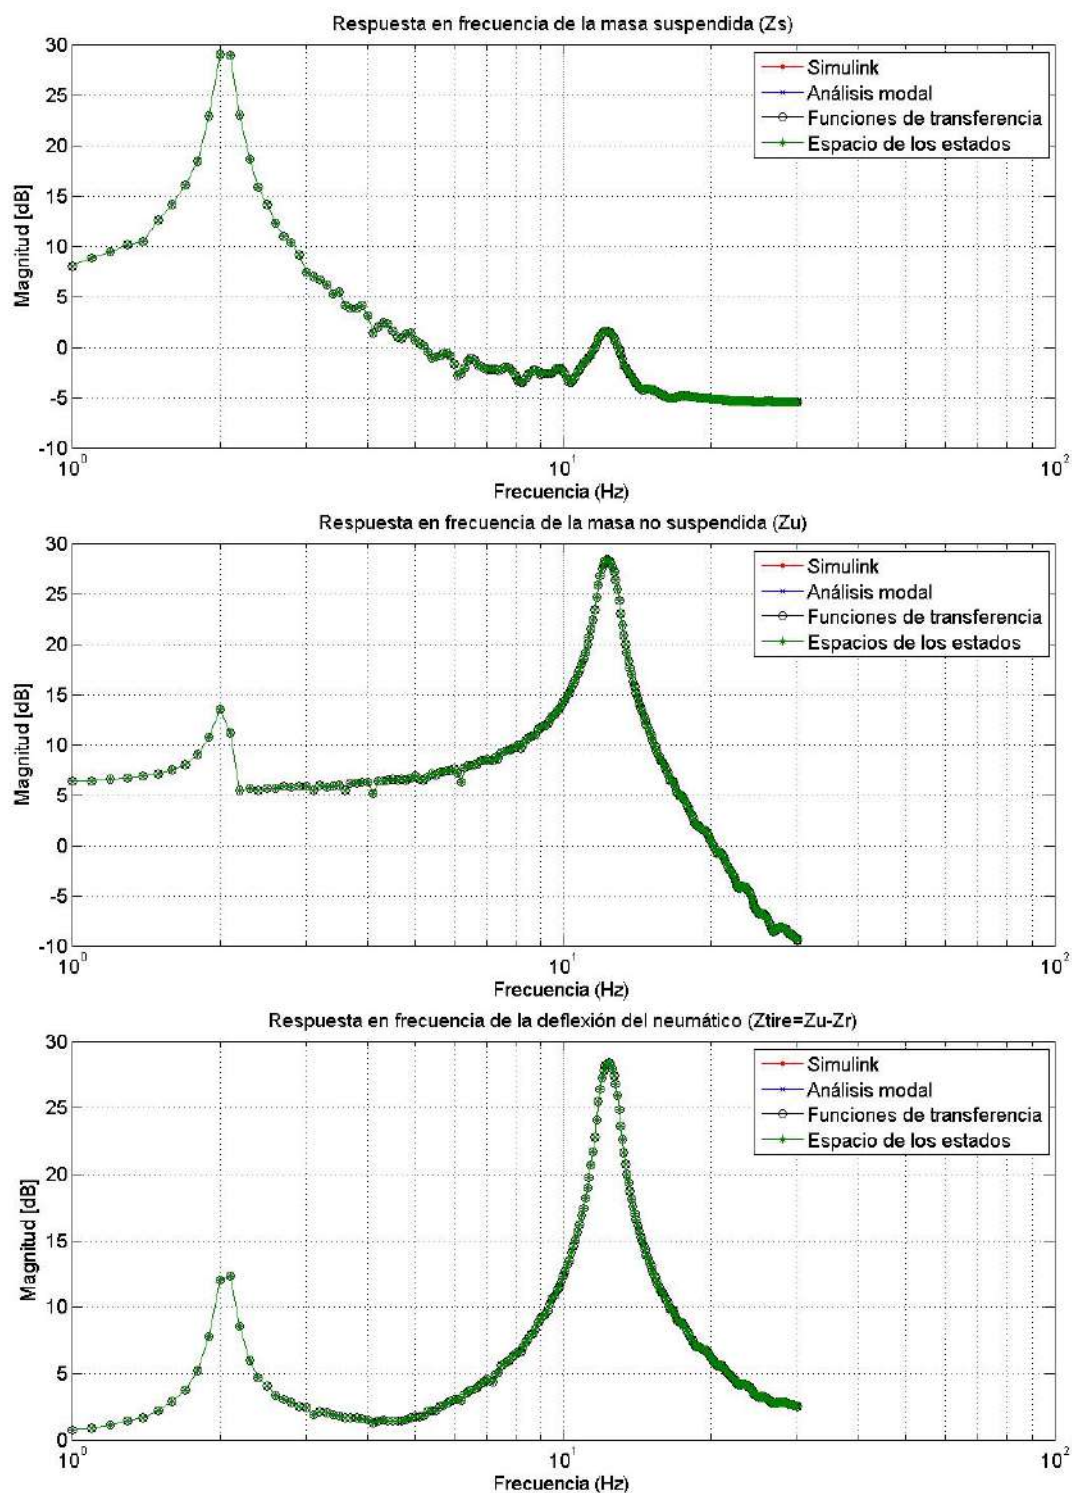 Respuesta en frecuencia de la masa suspendida (Zs)
30
25
20
15
10
5
0
-5
-10
Magnitud [dB]
Simulink
Análisis modal
Funciones de transferencia
Espacio de los estados
10^0
10^1
10^2
Frecuencia (Hz)
Respuesta en frecuencia de la masa no suspendida (Zu)
30
25
20
15
10
5
0
-5
-10
Magnitud [dB]
Simulink
Análisis modal
Funciones de transferencia
Espacios de los estados
10^0
10^1
10^2
Frecuencia (Hz)
Respuesta en frecuencia de la deflexión del neumático (Ztire=Zu-Zr)
30
25
20
15
10
5
0
Magnitud [dB]
Simulink
Análisis modal
Funciones de transferencia
Espacio de los estados
10^0
10^1
10^2
Frecuencia (Hz)